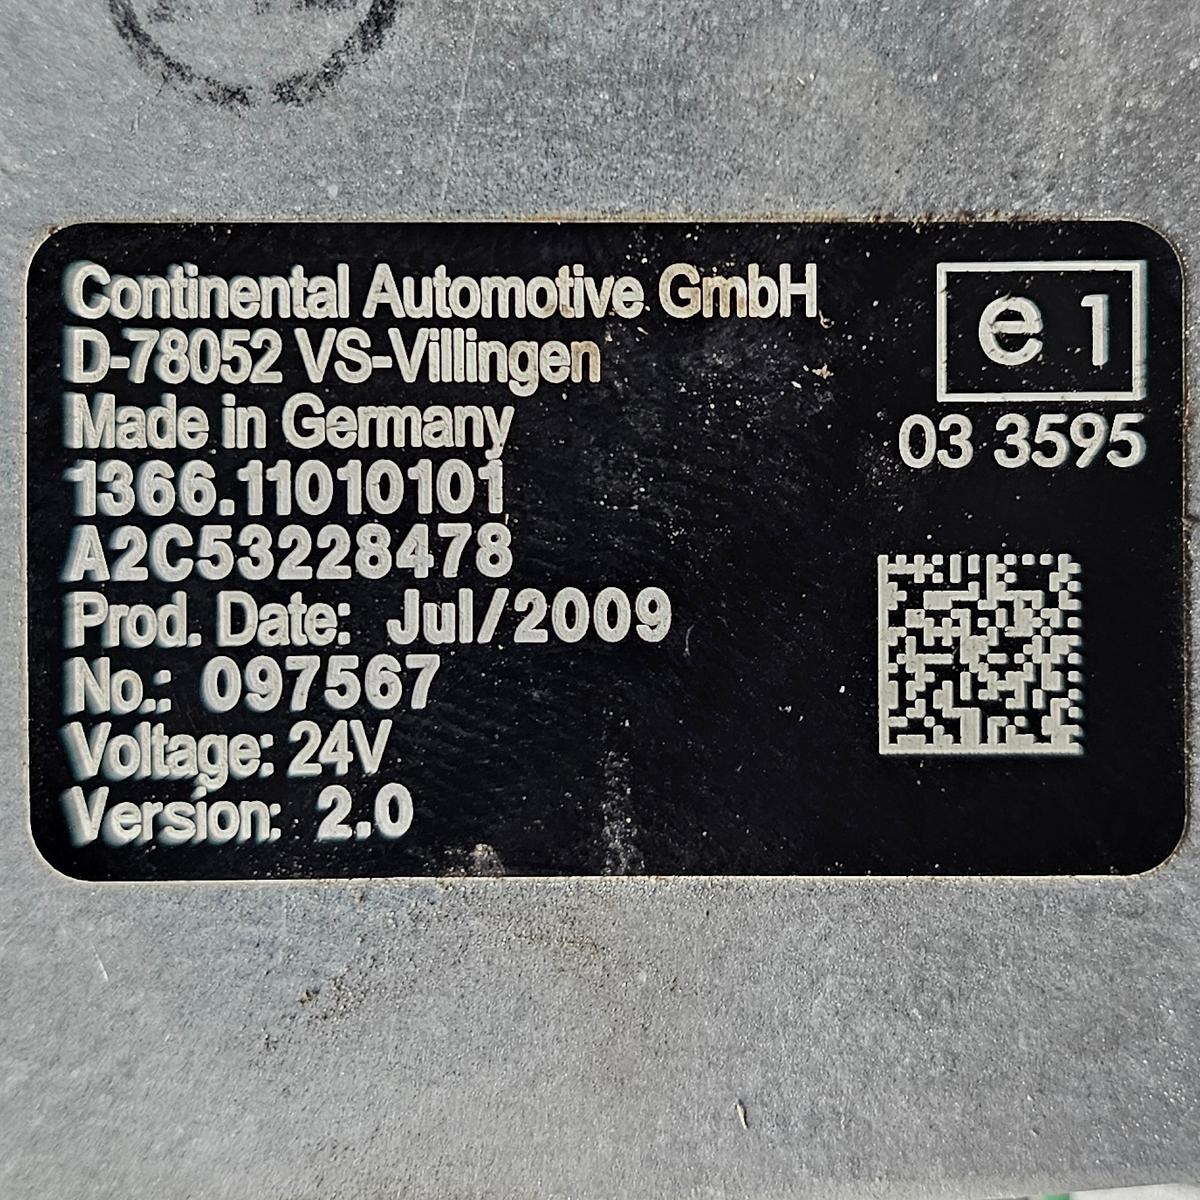 Continental Automotive GmbH
D-78052 VS-Villingen
Made in Germany
1366.11010101
A2C53228478
Prod. Date: Jul/2009
No.: 097567
Voltage: 24V
Version: 2.0
e1
03 3595